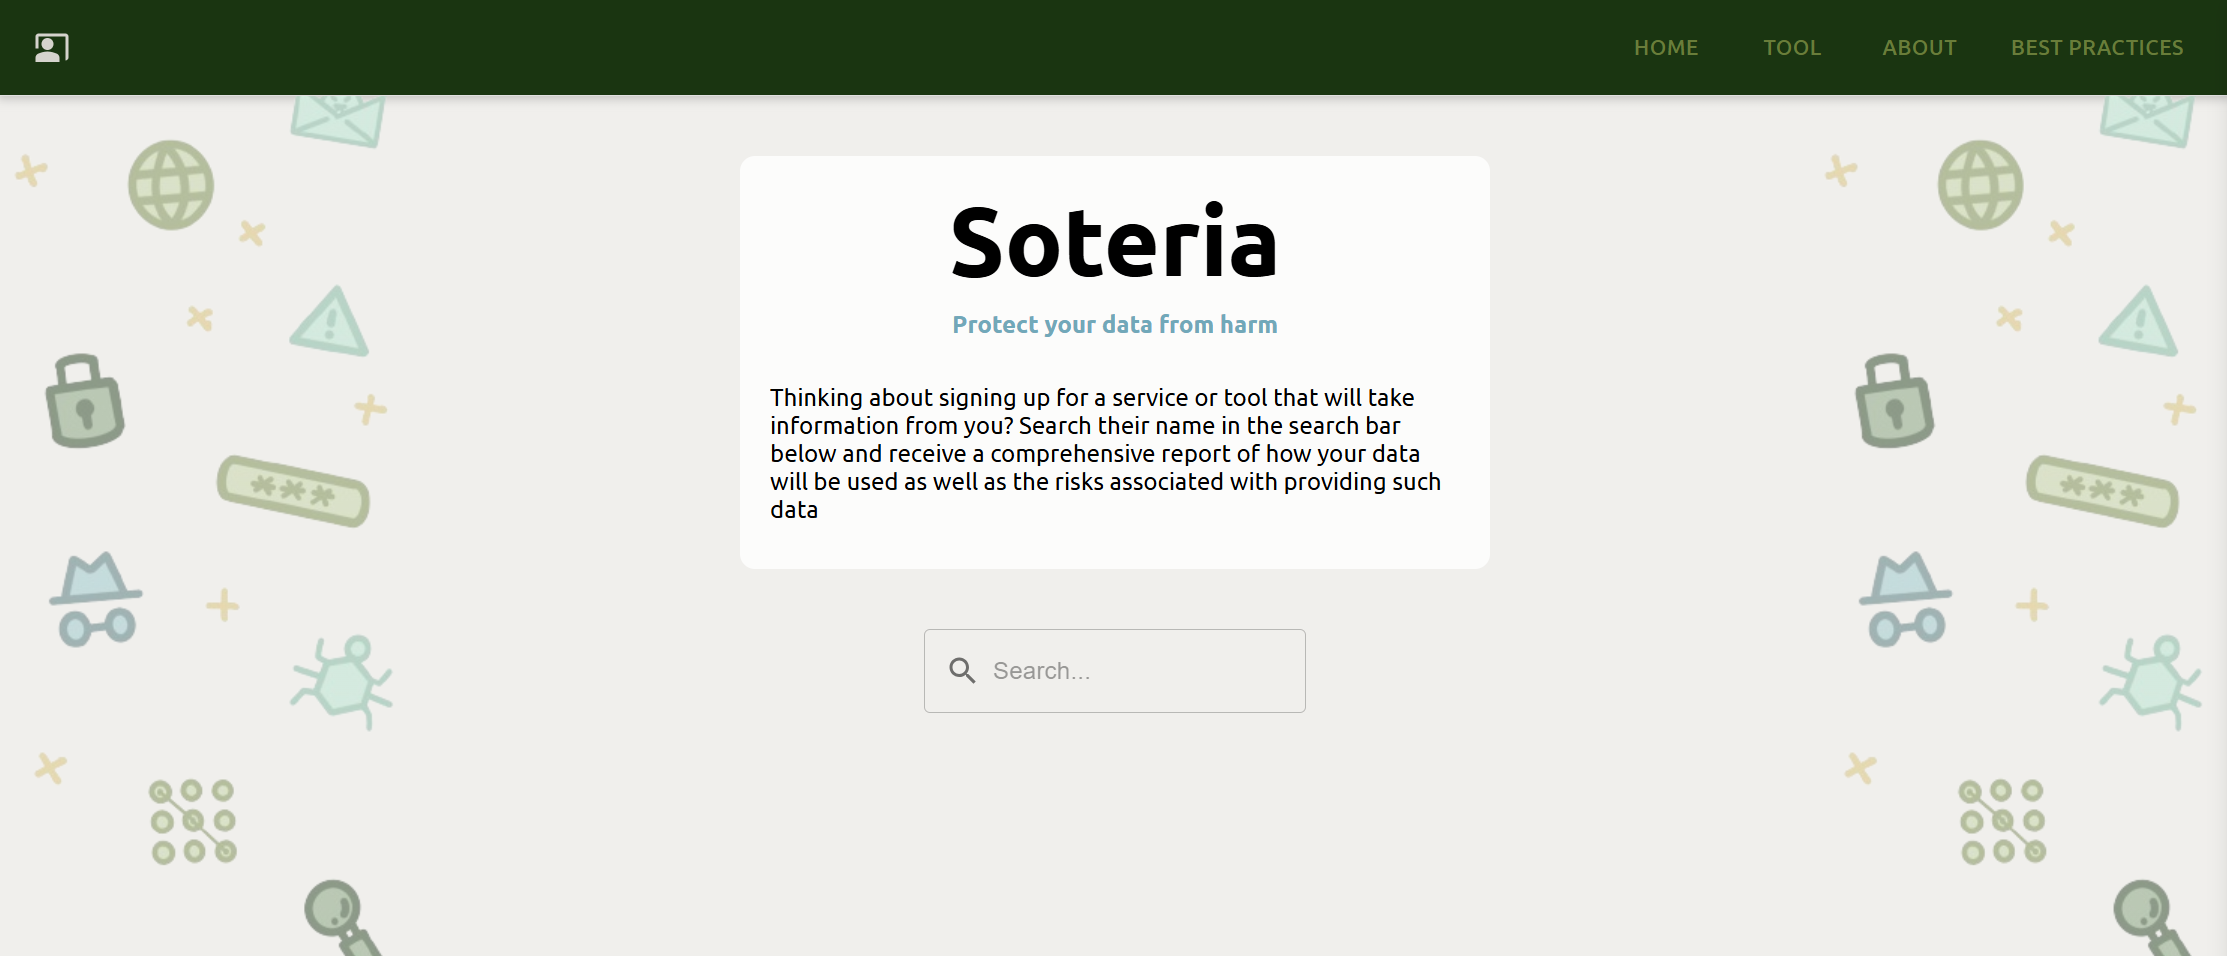 HOME TOOL ABOUT BEST PRACTICES
Soteria
Protect your data from harm
Thinking about signing up for a service or tool that will take
information from you? Search their name in the search bar
below and receive a comprehensive report of how your data
will be used as well as the risks associated with providing such
data
Search...